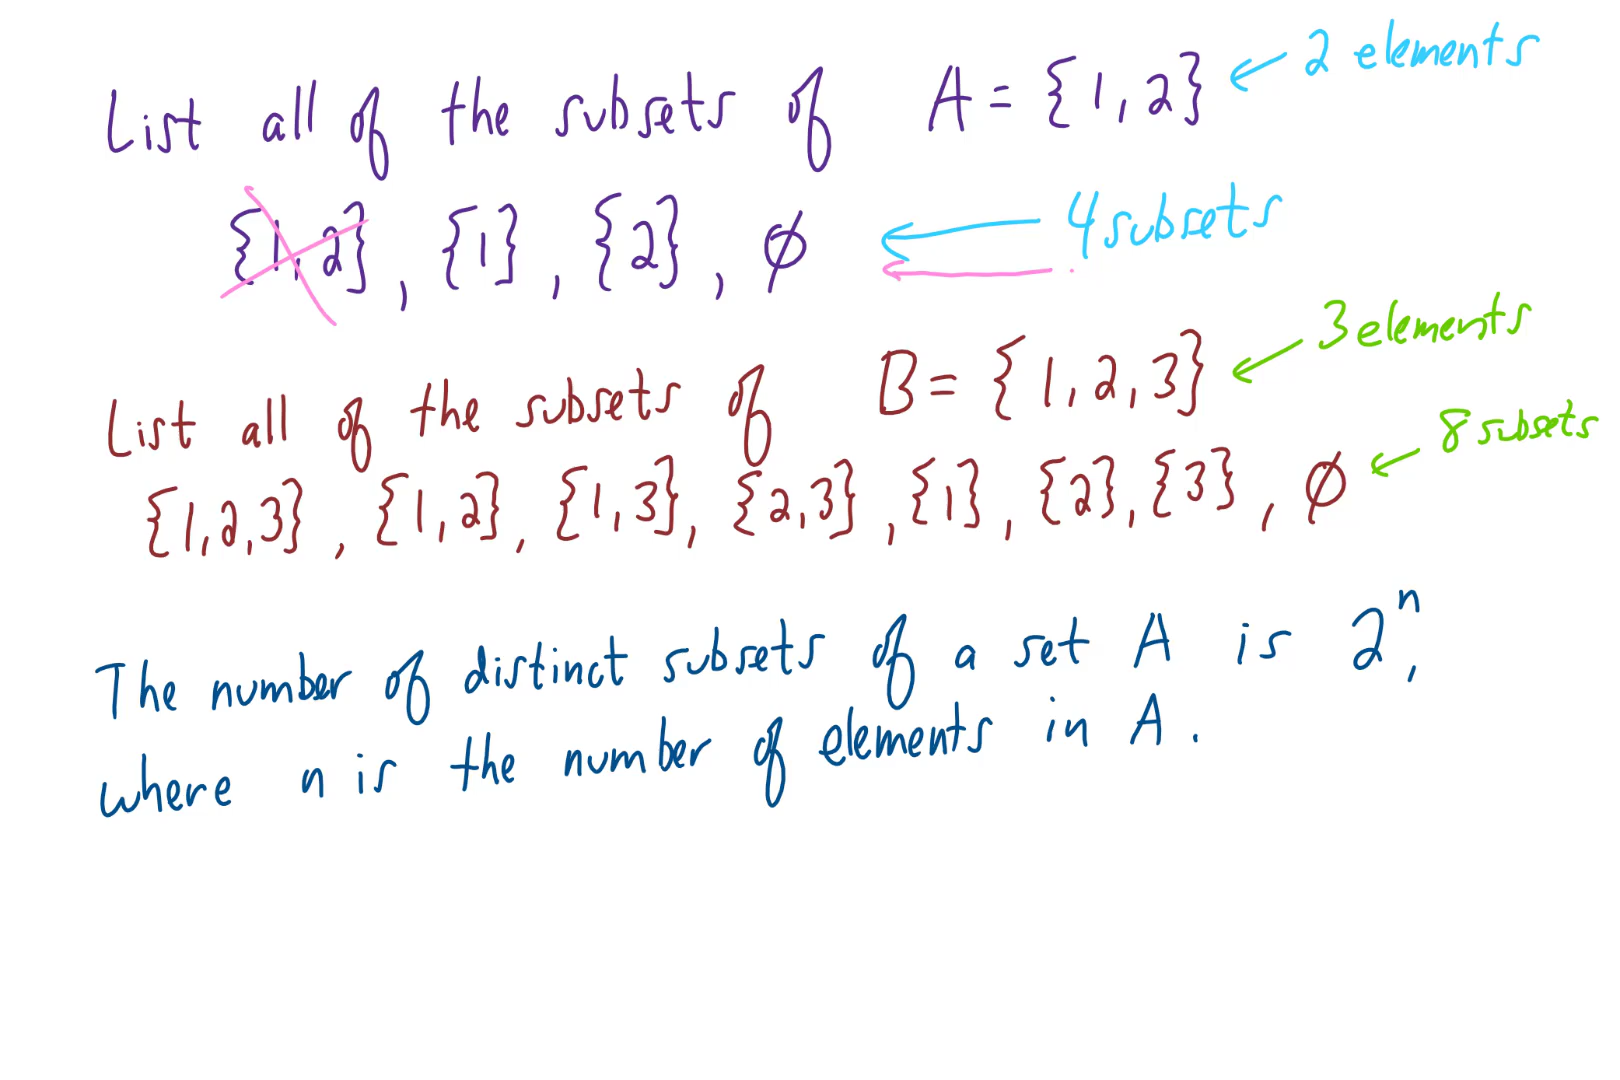 List all of the subsets of A = {1, 2} ← 2 elements
{1, 2}, {1}, {2}, ∅ ← 4 subsets
List all of the subsets of B = {1, 2, 3} ← 3 elements
{1, 2, 3}, {1, 2}, {1, 3}, {2, 3}, {1}, {2}, {3}, ∅ ← 8 subsets
The number of distinct subsets of a set A is 2ⁿ,
where n is the number of elements in A.